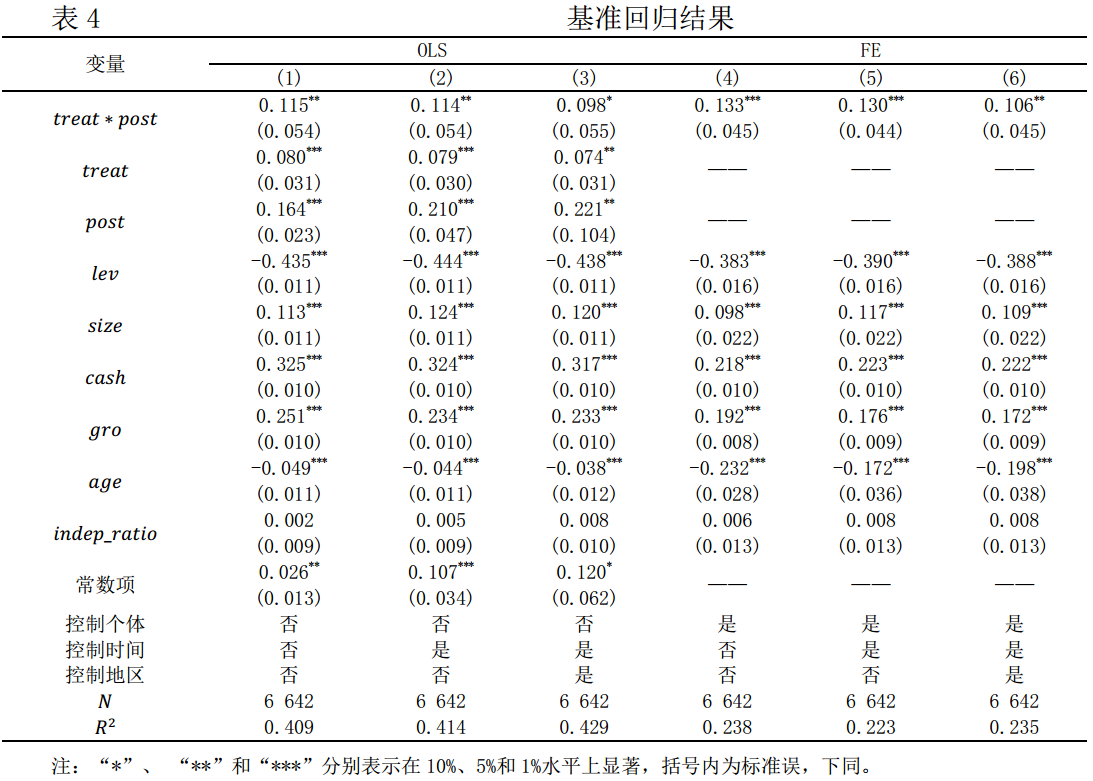 表 4 基准回归结果
变量 OLS FE
(1) (2) (3) (4) (5) (6)
treat∗post 0.115** 0.114** 0.098* 0.133*** 0.130*** 0.106**
(0.054) (0.054) (0.055) (0.045) (0.044) (0.045)
treat 0.080*** 0.079*** 0.074** —— —— ——
(0.031) (0.030) (0.031)
post 0.164*** 0.210*** 0.221** —— —— ——
(0.023) (0.047) (0.104)
lev -0.435*** -0.444*** -0.438*** -0.383*** -0.390*** -0.388***
(0.011) (0.011) (0.011) (0.016) (0.016) (0.016)
size 0.113*** 0.124*** 0.120*** 0.098*** 0.117*** 0.109***
(0.011) (0.011) (0.011) (0.022) (0.022) (0.022)
cash 0.325*** 0.324*** 0.317*** 0.218*** 0.223*** 0.222***
(0.010) (0.010) (0.010) (0.010) (0.010) (0.010)
gro 0.251*** 0.234*** 0.233*** 0.192*** 0.176*** 0.172***
(0.010) (0.010) (0.010) (0.008) (0.009) (0.009)
age -0.049*** -0.044*** -0.038*** -0.232*** -0.172*** -0.198***
(0.011) (0.011) (0.012) (0.028) (0.036) (0.038)
indep_ratio 0.002 0.005 0.008 0.006 0.008 0.008
(0.009) (0.009) (0.010) (0.013) (0.013) (0.013)
常数项 0.026** 0.107*** 0.120* —— —— ——
(0.013) (0.034) (0.062)
控制个体 否 否 否 是 是 是
控制时间 否 是 是 否 是 是
控制地区 否 否 是 否 否 是
N 6 642 6 642 6 642 6 642 6 642 6 642
R² 0.409 0.414 0.429 0.238 0.223 0.235
注：“*”、 “**”和“***”分别表示在 10%、5%和 1%水平上显著，括号内为标准误，下同。